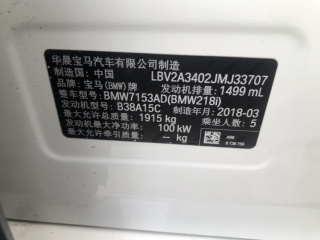 华晨宝马汽车有限公司制造
制造国: 中国 LBV2A3402JMJ33707
品牌: 宝马(BMW)牌 发动机排量: 1499 mL
整车型号: BMW7153AD(BMW218i)
发动机型号: B38A15C 制造年月: 2018-03
最大允许总质量: 1915 kg 乘坐人数: 5
发动机最大净功率: 100 kW
最大允许牵引质量: -- kg